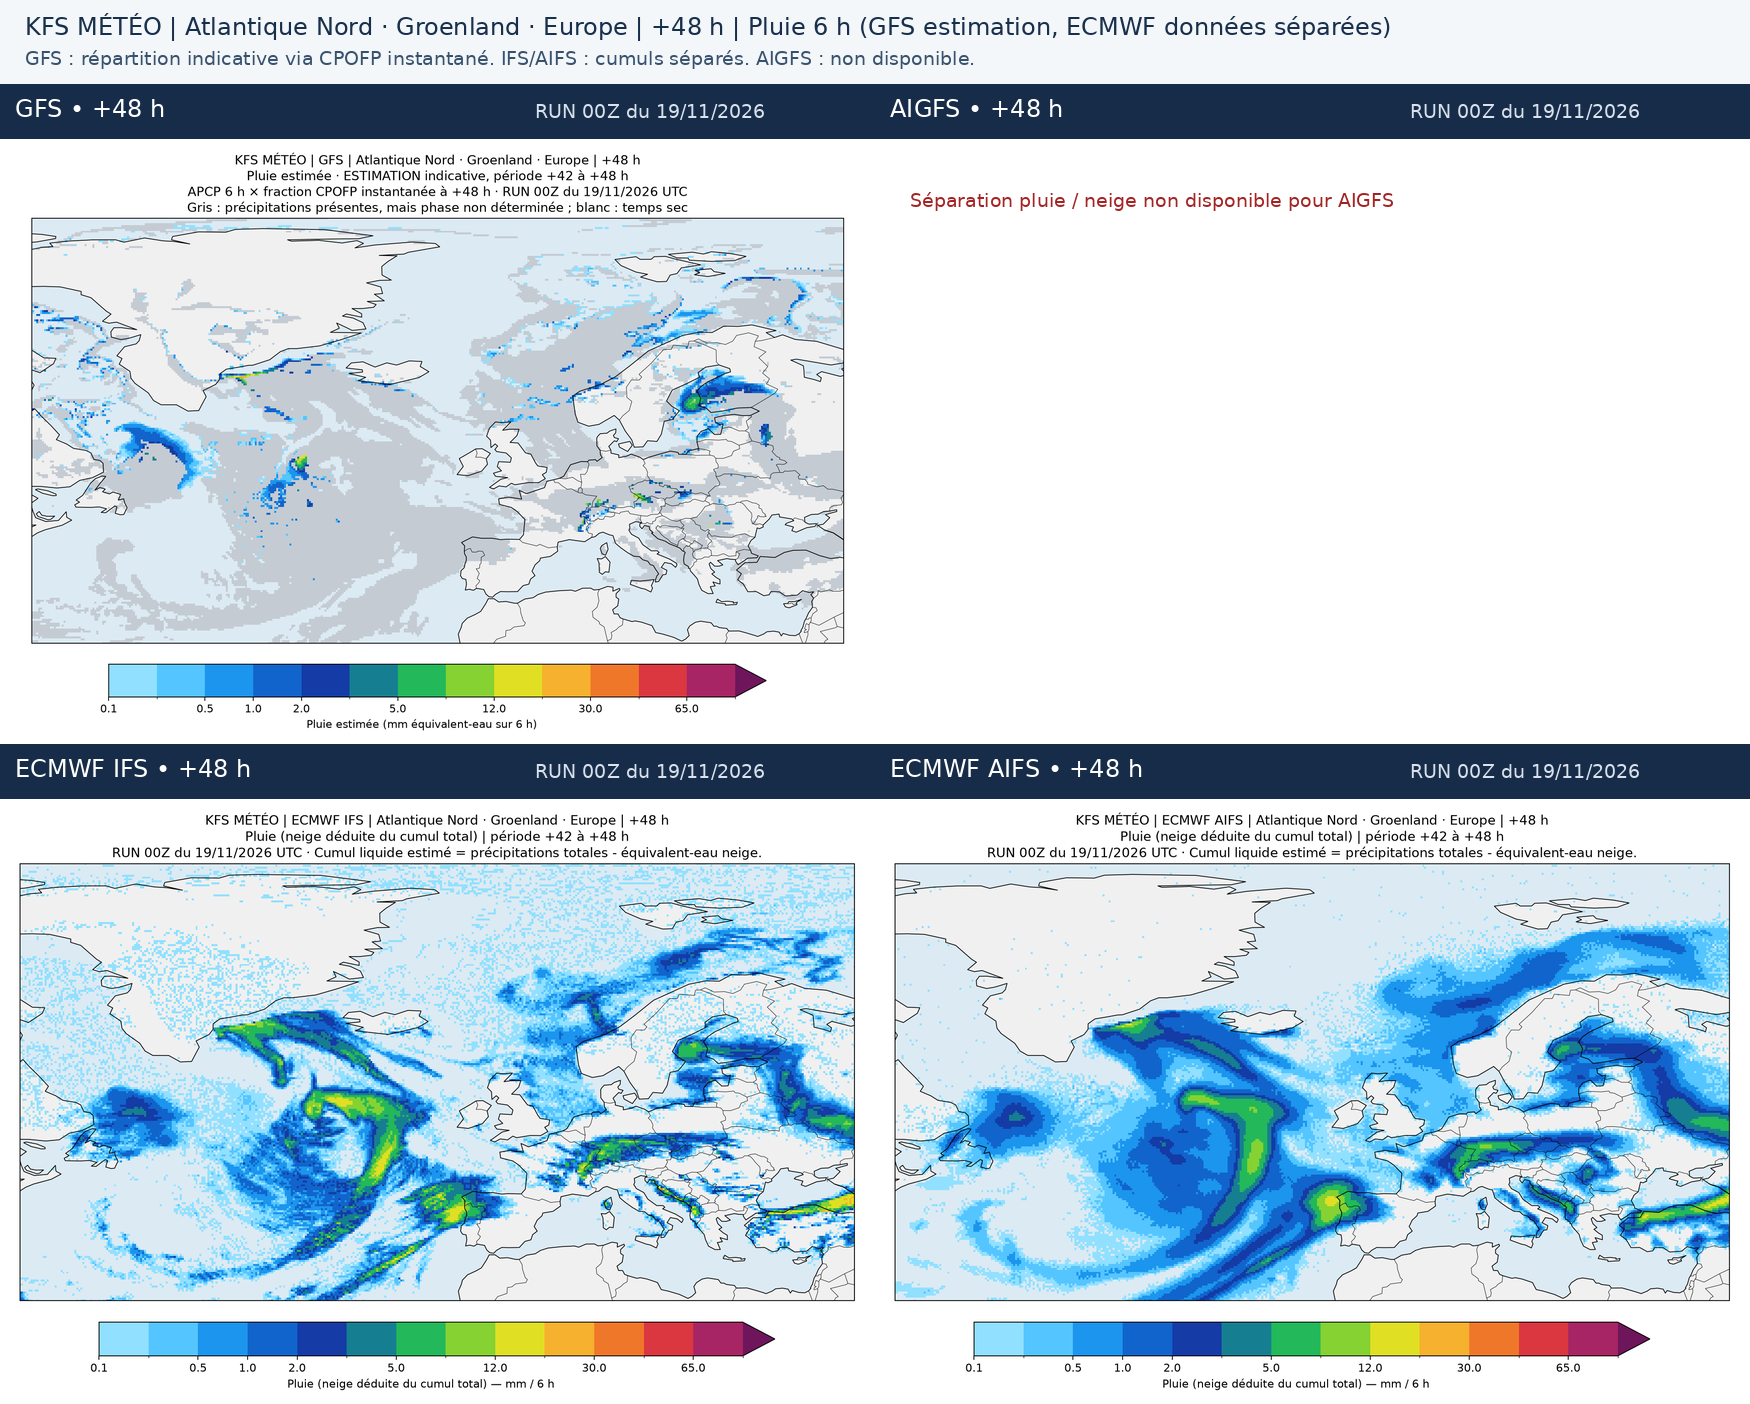 KFS MÉTÉO | Atlantique Nord · Groenland · Europe | +48 h | Pluie 6 h (GFS estimation, ECMWF données séparées)
GFS : répartition indicative via CPOFP instantané. IFS/AIFS : cumuls séparés. AIGFS : non disponible.
GFS • +48 h
RUN 00Z du 19/11/2026
AIGFS • +48 h
RUN 00Z du 19/11/2026
KFS MÉTÉO | GFS | Atlantique Nord · Groenland · Europe | +48 h
Pluie estimée · ESTIMATION indicative, période +42 à +48 h
APCP 6 h × fraction CPOFP instantanée à +48 h · RUN 00Z du 19/11/2026 UTC
Gris : précipitations présentes, mais phase non déterminée ; blanc : temps sec
Séparation pluie / neige non disponible pour AIGFS
0.1 0.5 1.0 2.0 5.0 12.0 30.0 65.0
Pluie estimée (mm équivalent-eau sur 6 h)
ECMWF IFS • +48 h
RUN 00Z du 19/11/2026
ECMWF AIFS • +48 h
RUN 00Z du 19/11/2026
KFS MÉTÉO | ECMWF IFS | Atlantique Nord · Groenland · Europe | +48 h
Pluie (neige déduite du cumul total) | période +42 à +48 h
RUN 00Z du 19/11/2026 UTC · Cumul liquide estimé = précipitations totales - équivalent-eau neige.
0.1 0.5 1.0 2.0 5.0 12.0 30.0 65.0
Pluie (neige déduite du cumul total) — mm / 6 h
KFS MÉTÉO | ECMWF AIFS | Atlantique Nord · Groenland · Europe | +48 h
Pluie (neige déduite du cumul total) | période +42 à +48 h
RUN 00Z du 19/11/2026 UTC · Cumul liquide estimé = précipitations totales - équivalent-eau neige.
0.1 0.5 1.0 2.0 5.0 12.0 30.0 65.0
Pluie (neige déduite du cumul total) — mm / 6 h